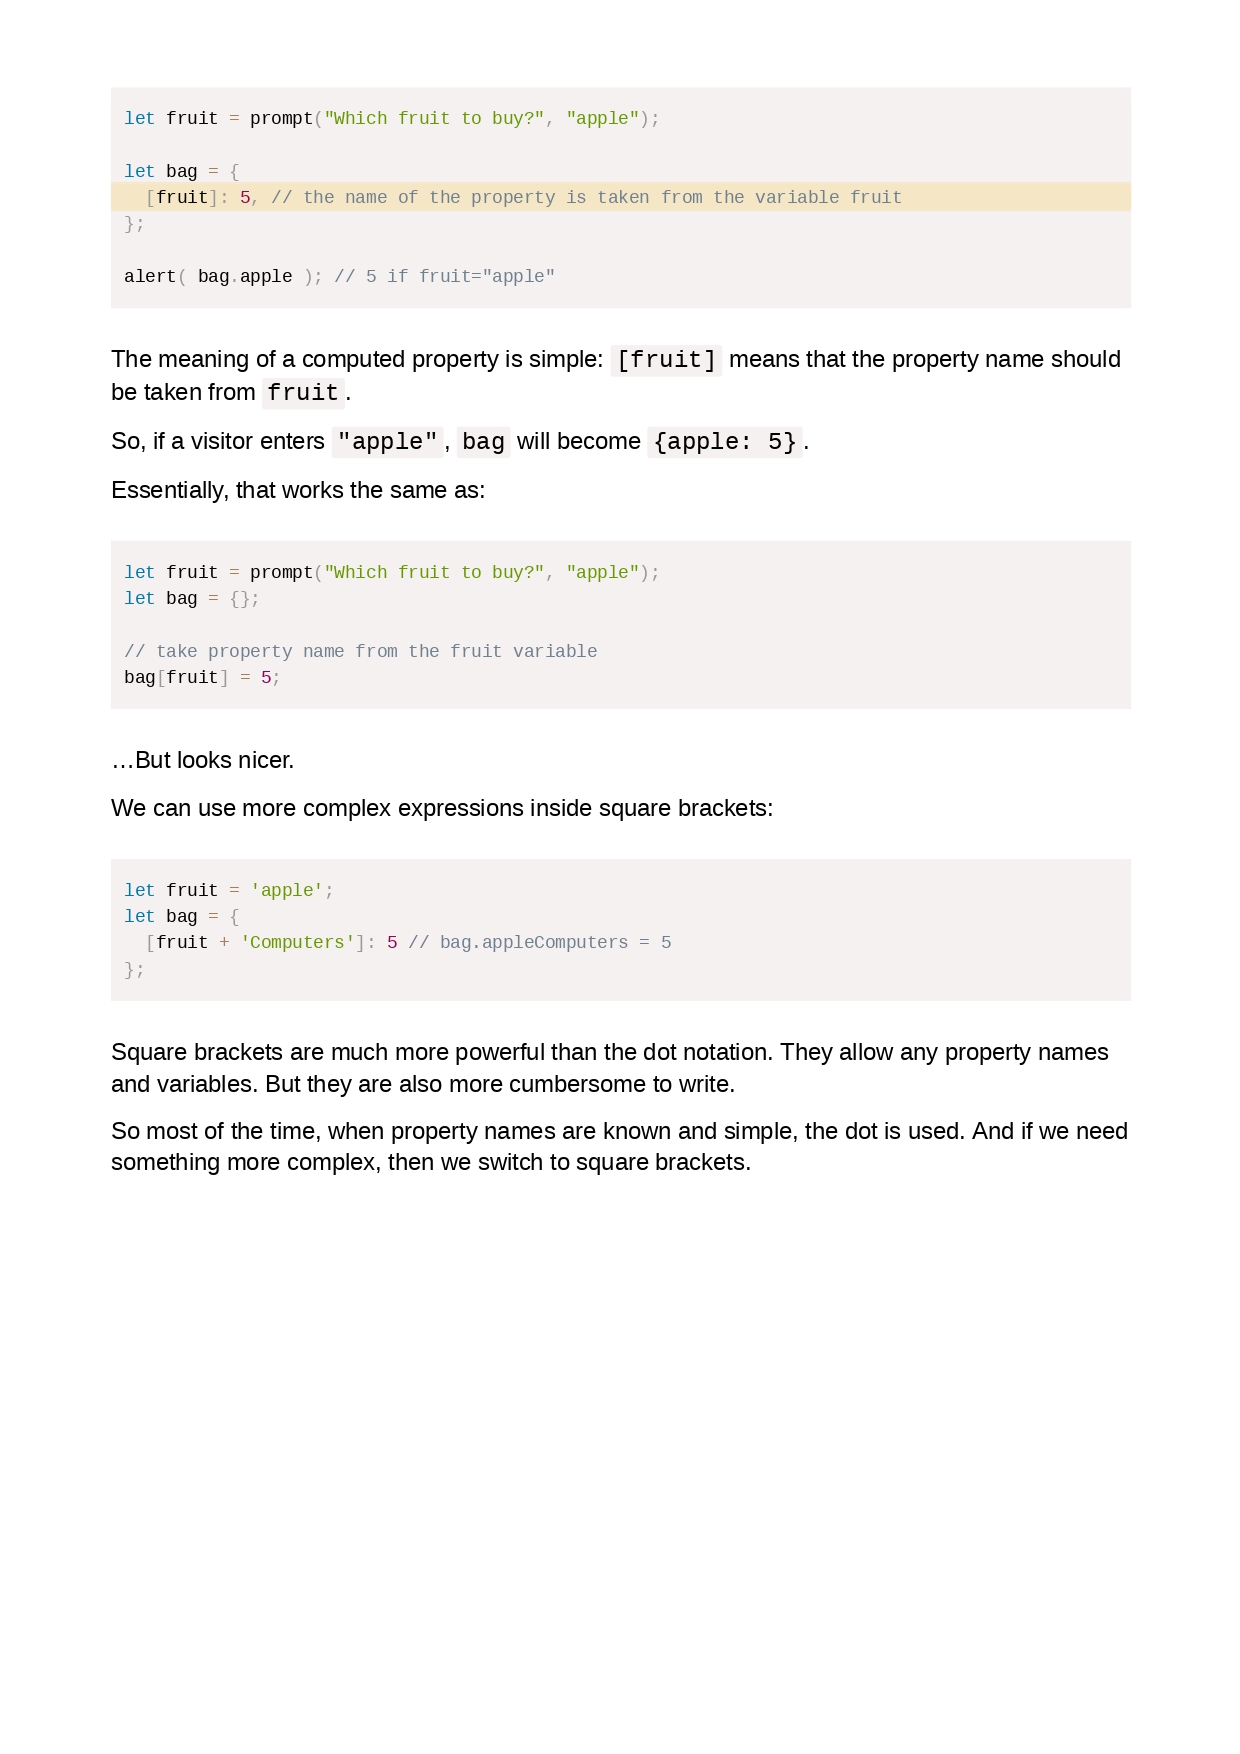 let fruit = prompt("Which fruit to buy?", "apple");
let bag = {
  [fruit]: 5, // the name of the property is taken from the variable fruit
};
alert( bag.apple ); // 5 if fruit="apple"
The meaning of a computed property is simple: [fruit] means that the property name should
be taken from fruit.
So, if a visitor enters "apple", bag will become {apple: 5}.
Essentially, that works the same as:
let fruit = prompt("Which fruit to buy?", "apple");
let bag = {};
// take property name from the fruit variable
bag[fruit] = 5;
…But looks nicer.
We can use more complex expressions inside square brackets:
let fruit = 'apple';
let bag = {
  [fruit + 'Computers']: 5 // bag.appleComputers = 5
};
Square brackets are much more powerful than the dot notation. They allow any property names
and variables. But they are also more cumbersome to write.
So most of the time, when property names are known and simple, the dot is used. And if we need
something more complex, then we switch to square brackets.